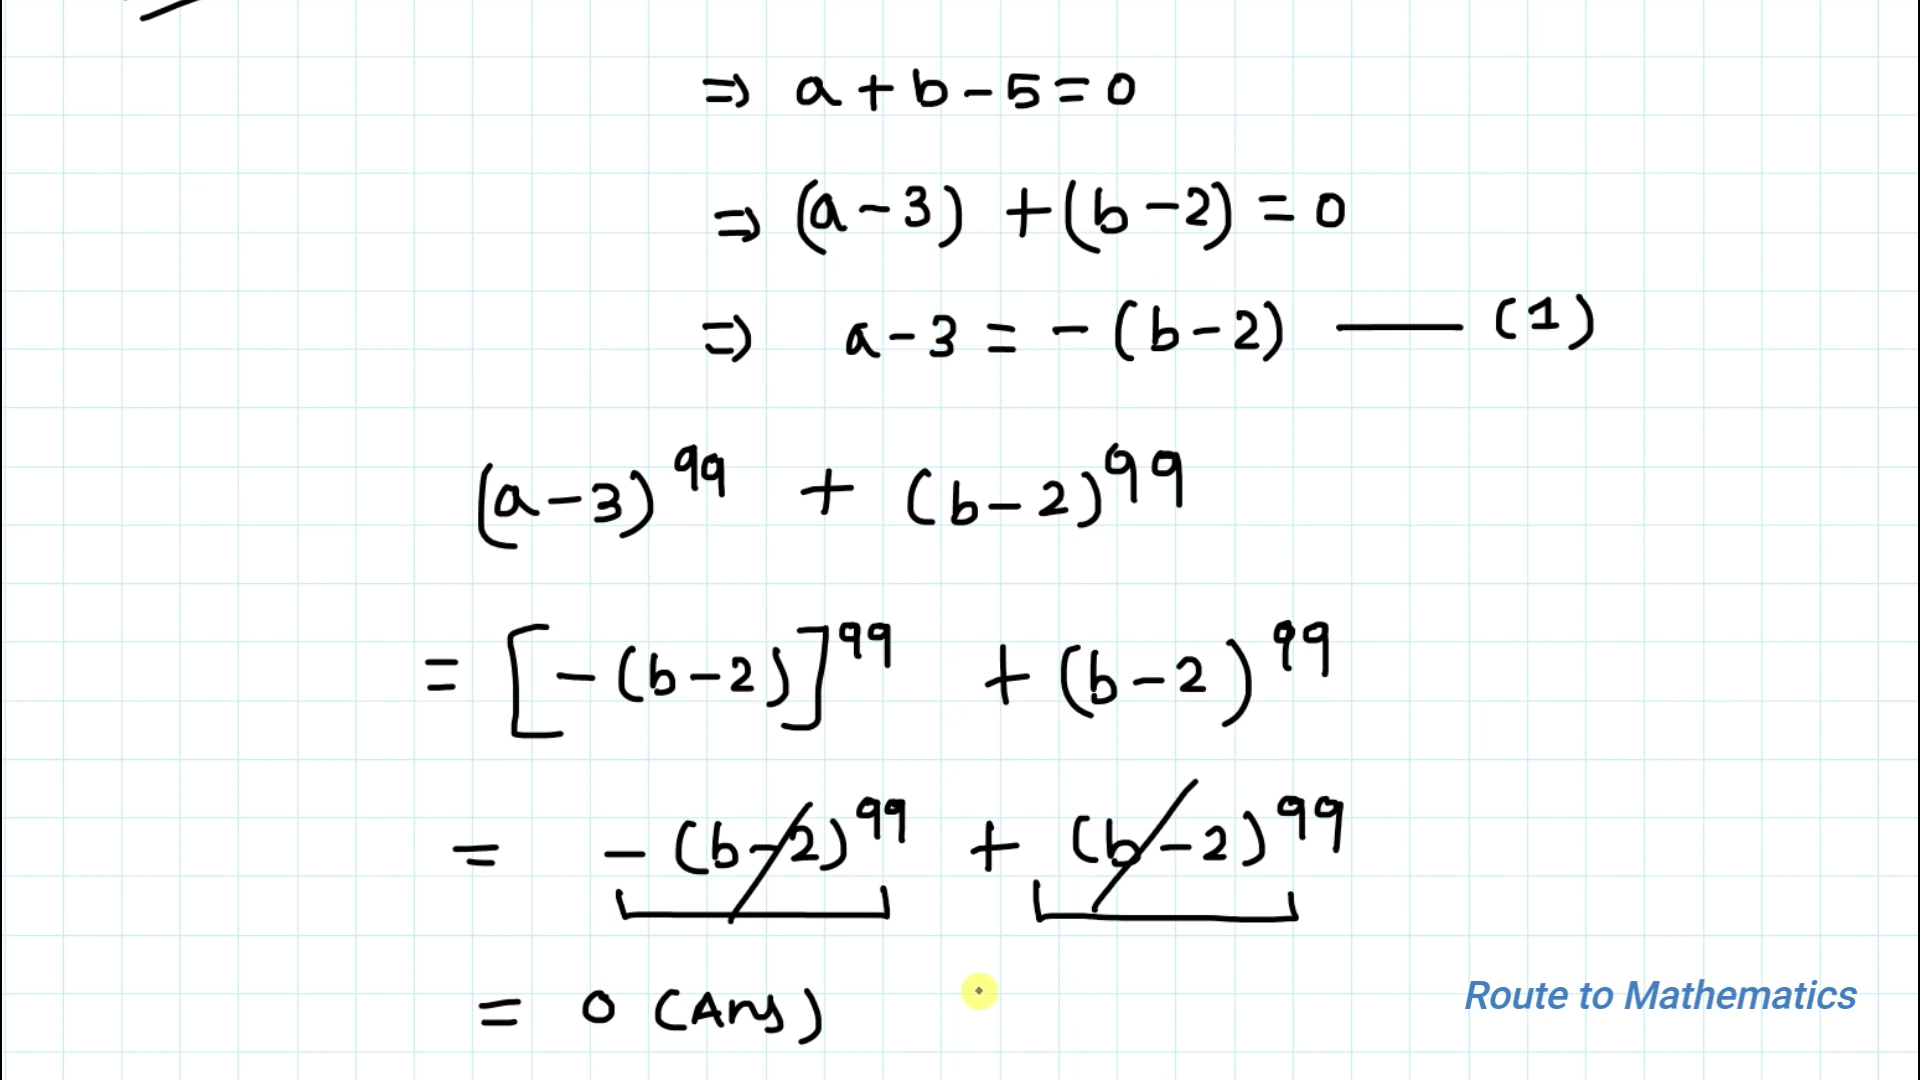 ⇒ a + b - 5 = 0
⇒ (a - 3) + (b - 2) = 0
⇒ a - 3 = - (b - 2) —— (1)
(a - 3)^99 + (b - 2)^99
= [- (b - 2)]^99 + (b - 2)^99
= - (b - 2)^99 + (b - 2)^99
= 0 (Ans)
Route to Mathematics